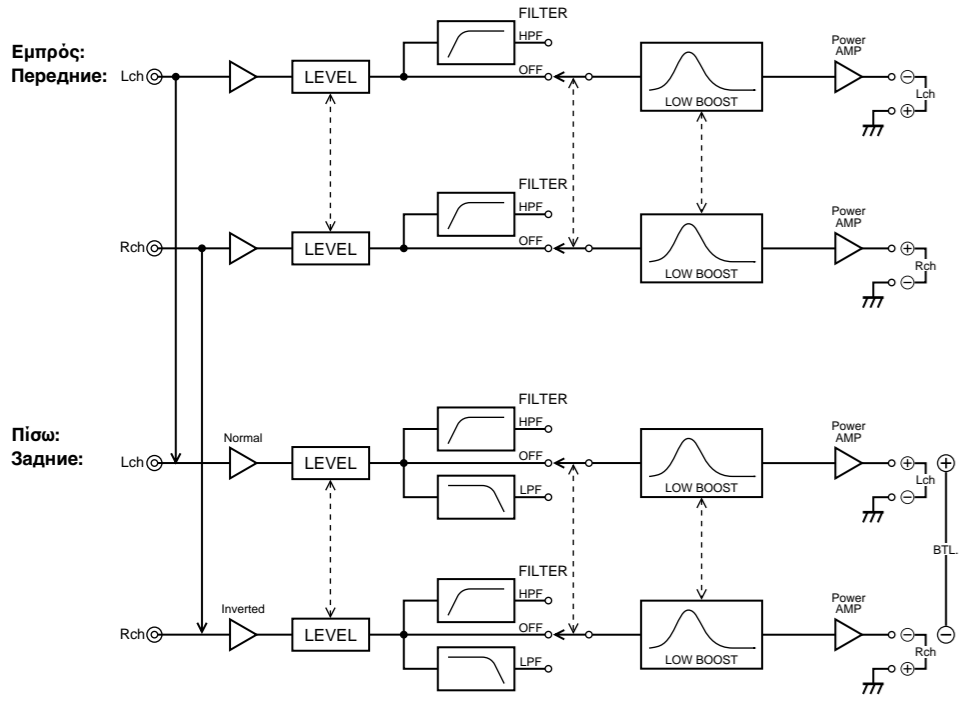 Εμπρός:
Передние:
Lch
LEVEL
FILTER
HPF
OFF
LOW BOOST
Power
AMP
⊖
Lch
⊕
Rch
LEVEL
FILTER
HPF
OFF
LOW BOOST
Power
AMP
⊕
Rch
⊖
Πίσω:
Задние:
Lch
Normal
LEVEL
FILTER
HPF
OFF
LPF
LOW BOOST
Power
AMP
⊕
Lch
⊖
⊕
BTL.
⊖
Rch
Inverted
LEVEL
FILTER
HPF
OFF
LPF
LOW BOOST
Power
AMP
⊖
Rch
⊕